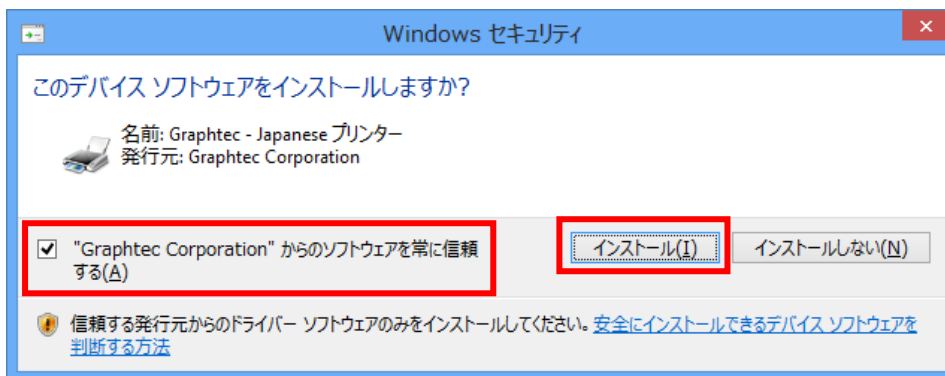 Windows セキュリティ
このデバイス ソフトウェアをインストールしますか?
名前: Graphtec - Japanese プリンター
発行元: Graphtec Corporation
"Graphtec Corporation" からのソフトウェアを常に信頼
する(A)
インストール(I)
インストールしない(N)
信頼する発行元からのドライバー ソフトウェアのみをインストールしてください。安全にインストールできるデバイス ソフトウェアを
判断する方法